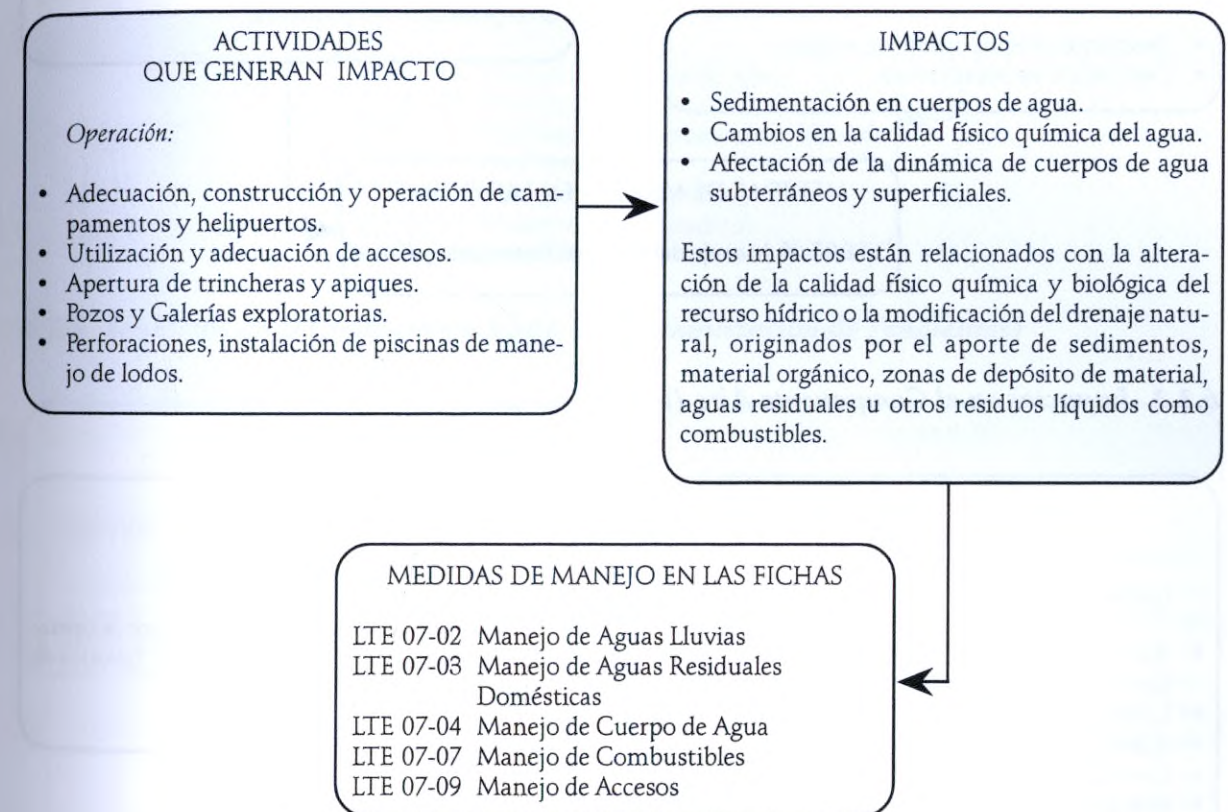 ACTIVIDADES
QUE GENERAN IMPACTO
Operación:
• Adecuación, construcción y operación de cam-
pamentos y helipuertos.
• Utilización y adecuación de accesos.
• Apertura de trincheras y apiques.
• Pozos y Galerías exploratorias.
• Perforaciones, instalación de piscinas de mane-
jo de lodos.
IMPACTOS
• Sedimentación en cuerpos de agua.
• Cambios en la calidad físico química del agua.
• Afectación de la dinámica de cuerpos de agua
subterráneos y superficiales.
Estos impactos están relacionados con la altera-
ción de la calidad físico química y biológica del
recurso hídrico o la modificación del drenaje natu-
ral, originados por el aporte de sedimentos,
material orgánico, zonas de depósito de material,
aguas residuales u otros residuos líquidos como
combustibles.
MEDIDAS DE MANEJO EN LAS FICHAS
LTE 07-02 Manejo de Aguas Lluvias
LTE 07-03 Manejo de Aguas Residuales
Domésticas
LTE 07-04 Manejo de Cuerpo de Agua
LTE 07-07 Manejo de Combustibles
LTE 07-09 Manejo de Accesos